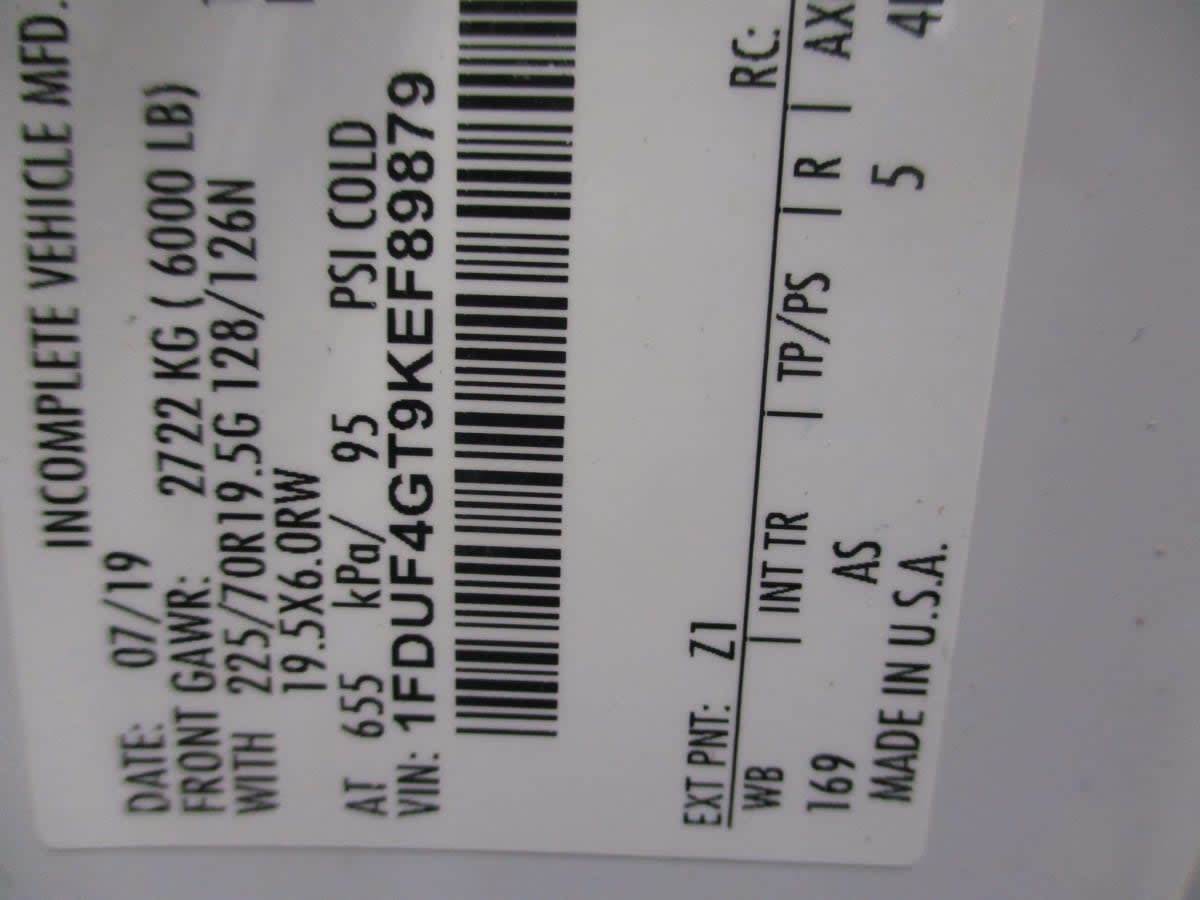 INCOMPLETE VEHICLE MFD.
DATE: 07/19
FRONT GAWR: 2722 KG ( 6000 LB)
WITH 225/70R19.5G 128/126N
19.5X6.0RW
AT 655 kPa/ 95 PSI COLD
VIN: 1FDUF4GT9KEF89879
EXT PNT: Z1 RC:
WB | INT TR | TP/PS | R | AX
169 AS 5
MADE IN U.S.A.